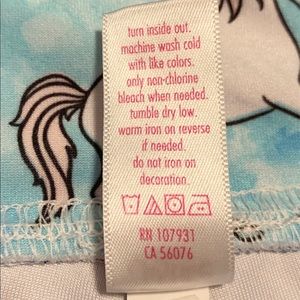 turn inside out.
machine wash cold
with like colors.
only non-chlorine
bleach when needed.
tumble dry low.
warm iron on reverse
if needed.
do not iron on
decoration.
RN 107931
CA 56076